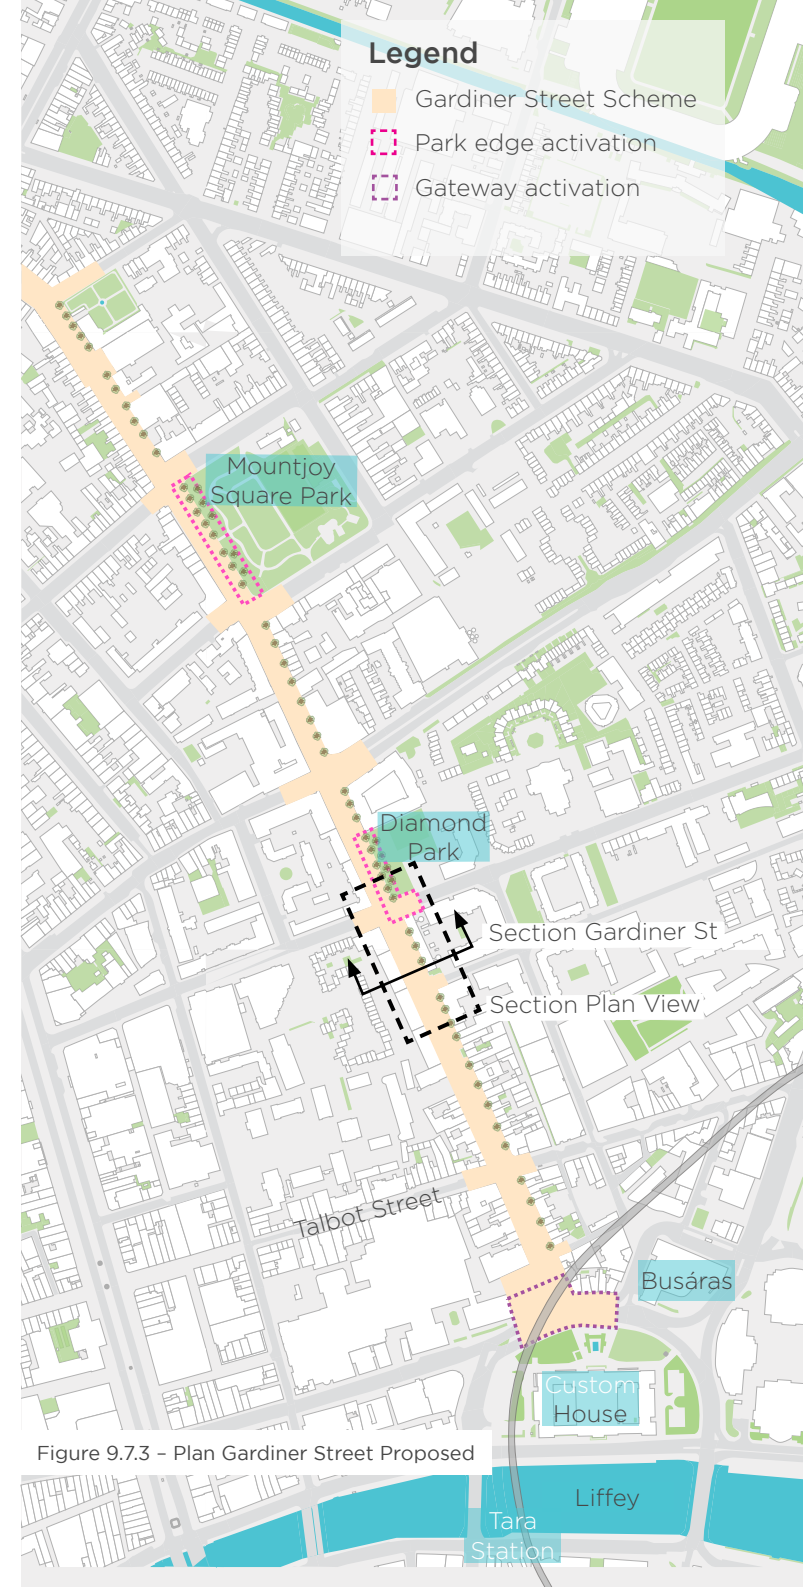 Legend
Gardiner Street Scheme
Park edge activation
Gateway activation
Mountjoy
Square Park
Diamond
Park
Section Gardiner St
Section Plan View
Talbot Street
Busáras
Custom
House
Figure 9.7.3 – Plan Gardiner Street Proposed
Liffey
Tara
Station